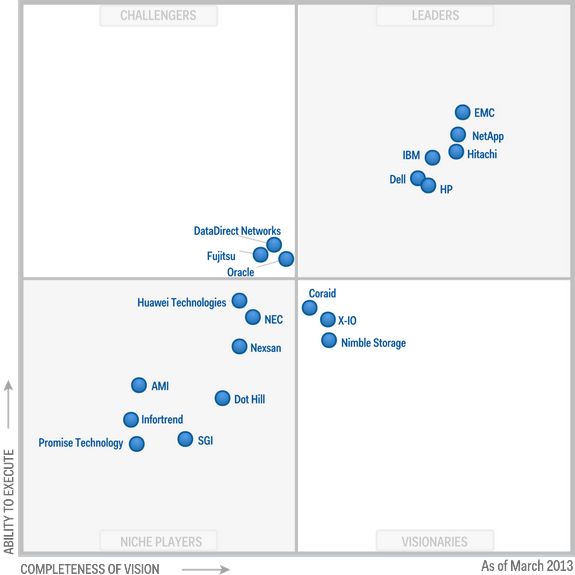 CHALLENGERS
LEADERS
EMC
NetApp
IBM
Hitachi
Dell
HP
DataDirect Networks
Fujitsu
Oracle
Huawei Technologies
NEC
Nexsan
Coraid
X-IO
Nimble Storage
AMI
Dot Hill
Infortrend
Promise Technology
SGI
ABILITY TO EXECUTE
NICHE PLAYERS
VISIONARIES
COMPLETENESS OF VISION
As of March 2013